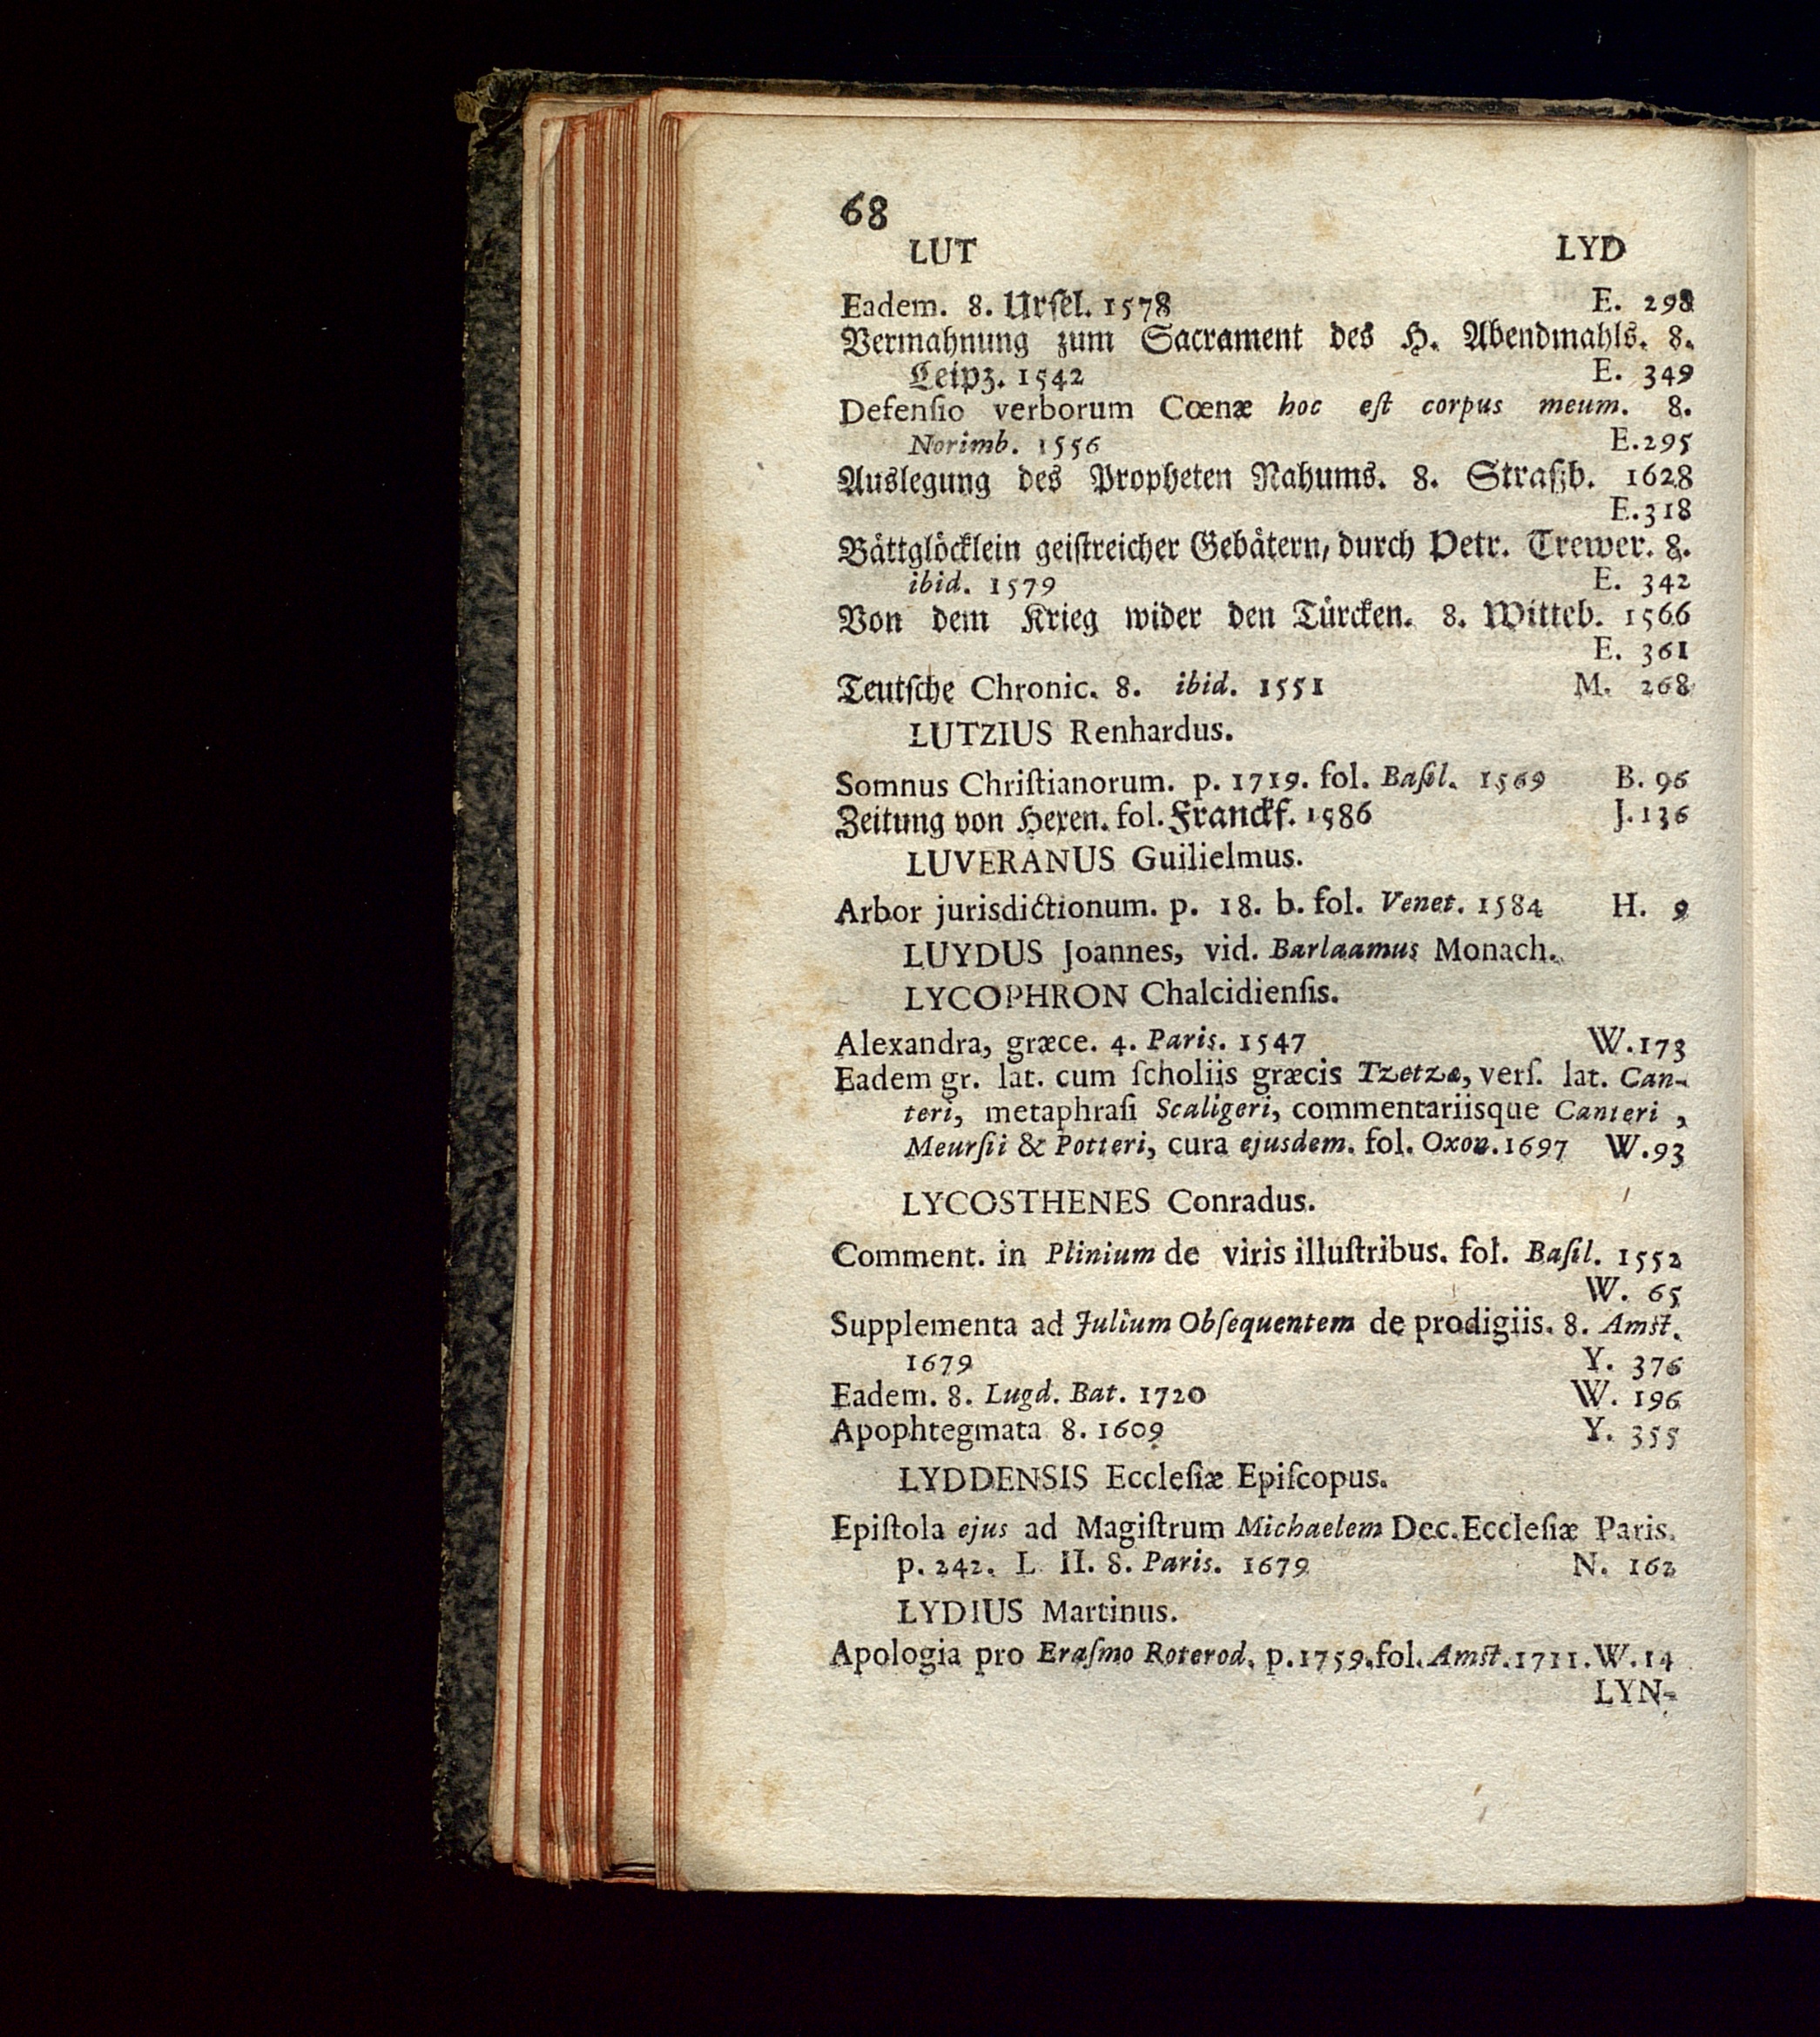 68
LUT LYD
Eadem. 8. Urſel. 1578 E. 298
Vermahnung zum Sacrament des H. Abendmahls. 8.
Leipz. 1542 E. 349
Defenſio verborum Cœnæ hoc eſt corpus meum. 8.
Norimb. 1556 E.295
Auslegung des Propheten Nahums. 8. Straßb. 1628
E.318
Båttglöcklein geiſtreicher Gebåtern, durch Petr. Trewer. 8.
ibid. 1579 E. 342
Von dem Krieg wider den Türcken. 8. Witteb. 1566
E. 361
Teutſche Chronic. 8. ibid. 1551 M. 268
LUTZIUS Renhardus.
Somnus Chriſtianorum. p. 1719. fol. Baſil. 1569 B. 96
Zeitung von Hexen. fol. Franckf. 1586 J.136
LUVERANUS Guilielmus.
Arbor jurisdictionum. p. 18. b. fol. Venet. 1584 H. 9
LUYDUS Joannes, vid. Barlaamus Monach.
LYCOPHRON Chalcidienſis.
Alexandra, græce. 4. Paris. 1547 W.173
Eadem gr. lat. cum ſcholiis græcis Tzetzæ, verſ. lat. Can-
teri, metaphraſi Scaligeri, commentariisque Canteri ,
Meurſii & Potteri, cura ejusdem. fol. Oxon. 1697 W.93
LYCOSTHENES Conradus.
Comment. in Plinium de viris illuſtribus. fol. Baſil. 1552
W. 65
Supplementa ad Julium Obſequentem de prodigiis. 8. Amſt.
1679 Y. 376
Eadem. 8. Lugd. Bat. 1720 W. 196
Apophtegmata 8. 1609 Y. 355
LYDDENSIS Eccleſiæ Epiſcopus.
Epiſtola ejus ad Magiſtrum Michaelem Dec. Eccleſiæ Paris.
p. 242. L II. 8. Paris. 1679 N. 162
LYDIUS Martinus.
Apologia pro Eraſmo Roterod. p.1759. fol. Amſt. 1711. W.14
LYN-